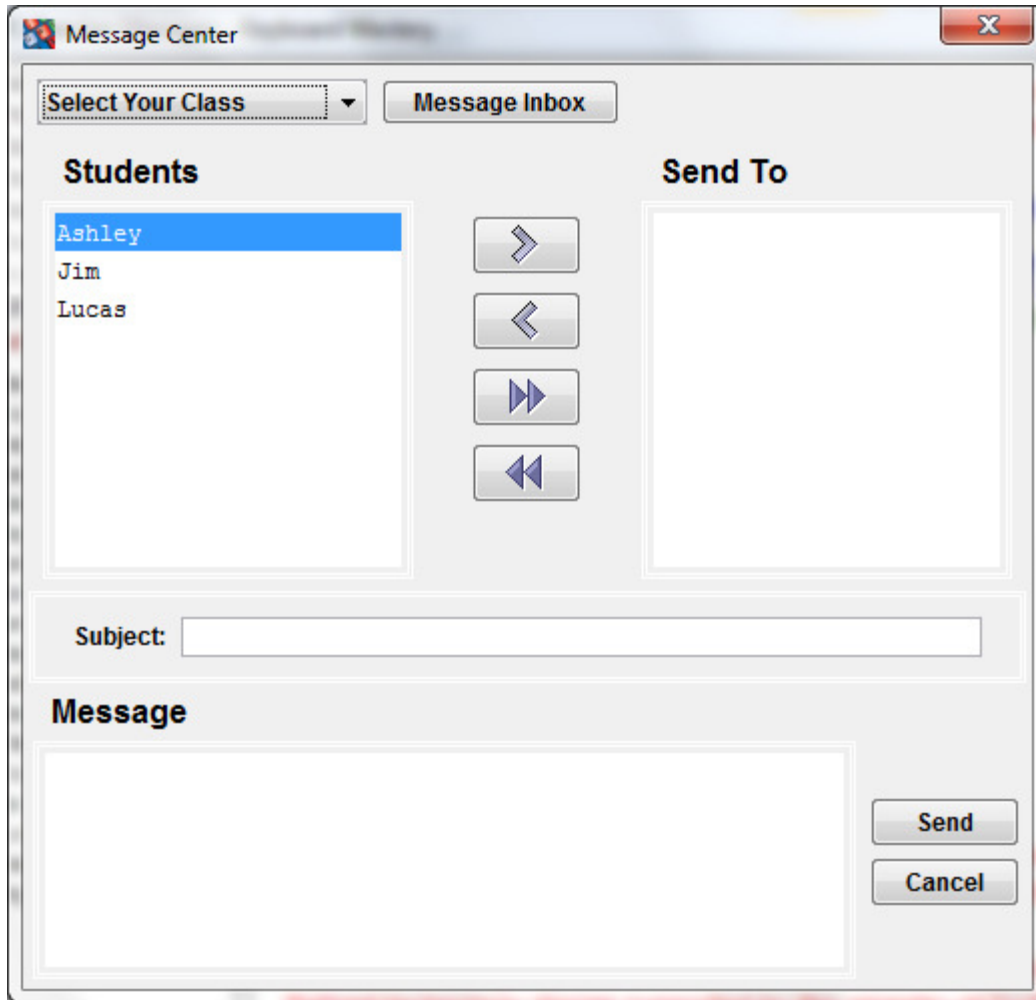 Message Center
Select Your Class
Message Inbox
Students
Send To
Ashley
Jim
Lucas
Subject:
Message
Send
Cancel